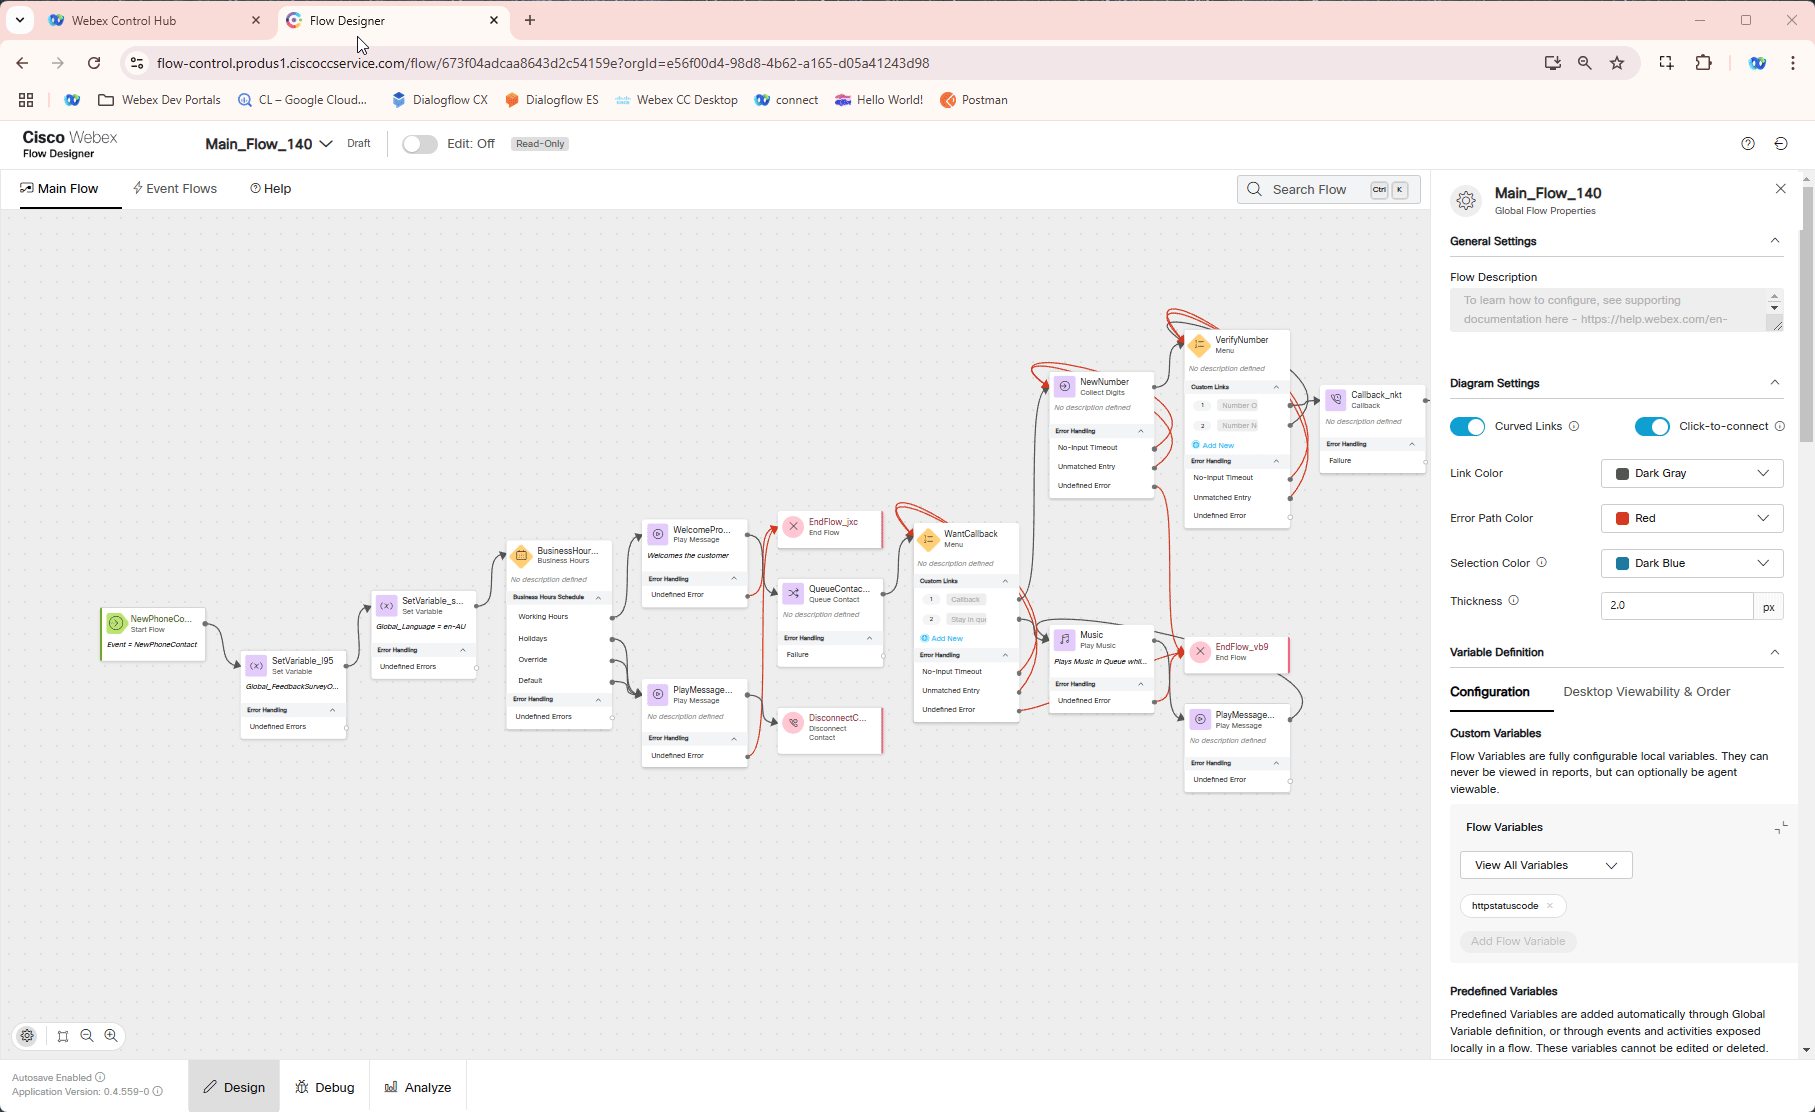 Webex Control Hub
Flow Designer
flow-control.produs1.ciscoccservice.com/flow/673f04adcaa8643d2c54159e?orgId=e56f00d4-98d8-4b62-a165-d05a41243d98
Webex Dev Portals
CL – Google Cloud...
Dialogflow CX
Dialogflow ES
Webex CC Desktop
connect
Hello World!
Postman
Cisco Webex
Flow Designer
Main_Flow_140
Draft
Edit: Off
Read-Only
Main Flow
Event Flows
Help
Search Flow
Ctrl
K
NewPhoneCo...
Start Flow
Event = NewPhoneContact
SetVariable_l95
Set Variable
Global_FeedbackSurveyO...
Error Handling
Undefined Errors
SetVariable_s...
Set Variable
Global_Language = en-AU
Error Handling
Undefined Errors
BusinessHour...
Business Hours
No description defined
Business Hours Schedule
Working Hours
Holidays
Override
Default
Error Handling
Undefined Errors
WelcomePro...
Play Message
Welcomes the customer
Error Handling
Undefined Error
PlayMessage...
Play Message
No description defined
Error Handling
Undefined Error
EndFlow_jxc
End Flow
QueueContac...
Queue Contact
No description defined
Error Handling
Failure
DisconnectC...
Disconnect
Contact
WantCallback
Menu
No description defined
Custom Links
1 Callback
2 Stay in que
Add New
Error Handling
No-Input Timeout
Unmatched Entry
Undefined Error
NewNumber
Collect Digits
No description defined
Error Handling
No-Input Timeout
Unmatched Entry
Undefined Error
Music
Play Music
Plays Music in Queue whil...
Error Handling
Undefined Error
VerifyNumber
Menu
No description defined
Custom Links
1 Number O
2 Number N
Add New
Error Handling
No-Input Timeout
Unmatched Entry
Undefined Error
EndFlow_vb9
End Flow
PlayMessage...
Play Message
No description defined
Error Handling
Undefined Error
Callback_nkt
Callback
No description defined
Error Handling
Failure
Main_Flow_140
Global Flow Properties
General Settings
Flow Description
To learn how to configure, see supporting
documentation here – https://help.webex.com/en-
Diagram Settings
Curved Links
Click-to-connect
Link Color
Dark Gray
Error Path Color
Red
Selection Color
Dark Blue
Thickness
2.0
px
Variable Definition
Configuration
Desktop Viewability & Order
Custom Variables
Flow Variables are fully configurable local variables. They can
never be viewed in reports, but can optionally be agent
viewable.
Flow Variables
View All Variables
httpstatuscode
Add Flow Variable
Predefined Variables
Predefined Variables are added automatically through Global
Variable definition, or through events and activities exposed
locally in a flow. These variables cannot be edited or deleted.
Autosave Enabled
Application Version: 0.4.559-0
Design
Debug
Analyze